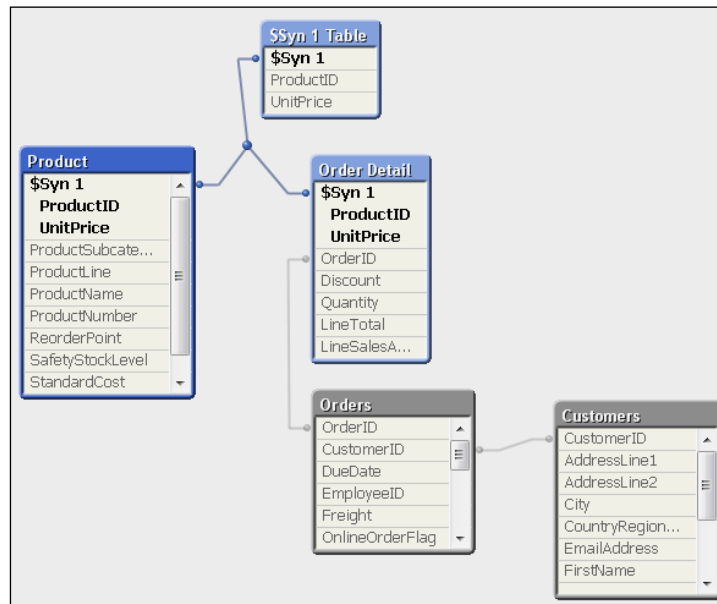 $Syn 1 Table
$Syn 1
ProductID
UnitPrice
Product
$Syn 1
ProductID
UnitPrice
ProductSubcate...
ProductLine
ProductName
ProductNumber
ReorderPoint
SafetyStockLevel
StandardCost
Order Detail
$Syn 1
ProductID
UnitPrice
OrderID
Discount
Quantity
LineTotal
LineSalesA...
Orders
OrderID
CustomerID
DueDate
EmployeeID
Freight
OnlineOrderFlag
Customers
CustomerID
AddressLine1
AddressLine2
City
CountryRegion...
EmailAddress
FirstName